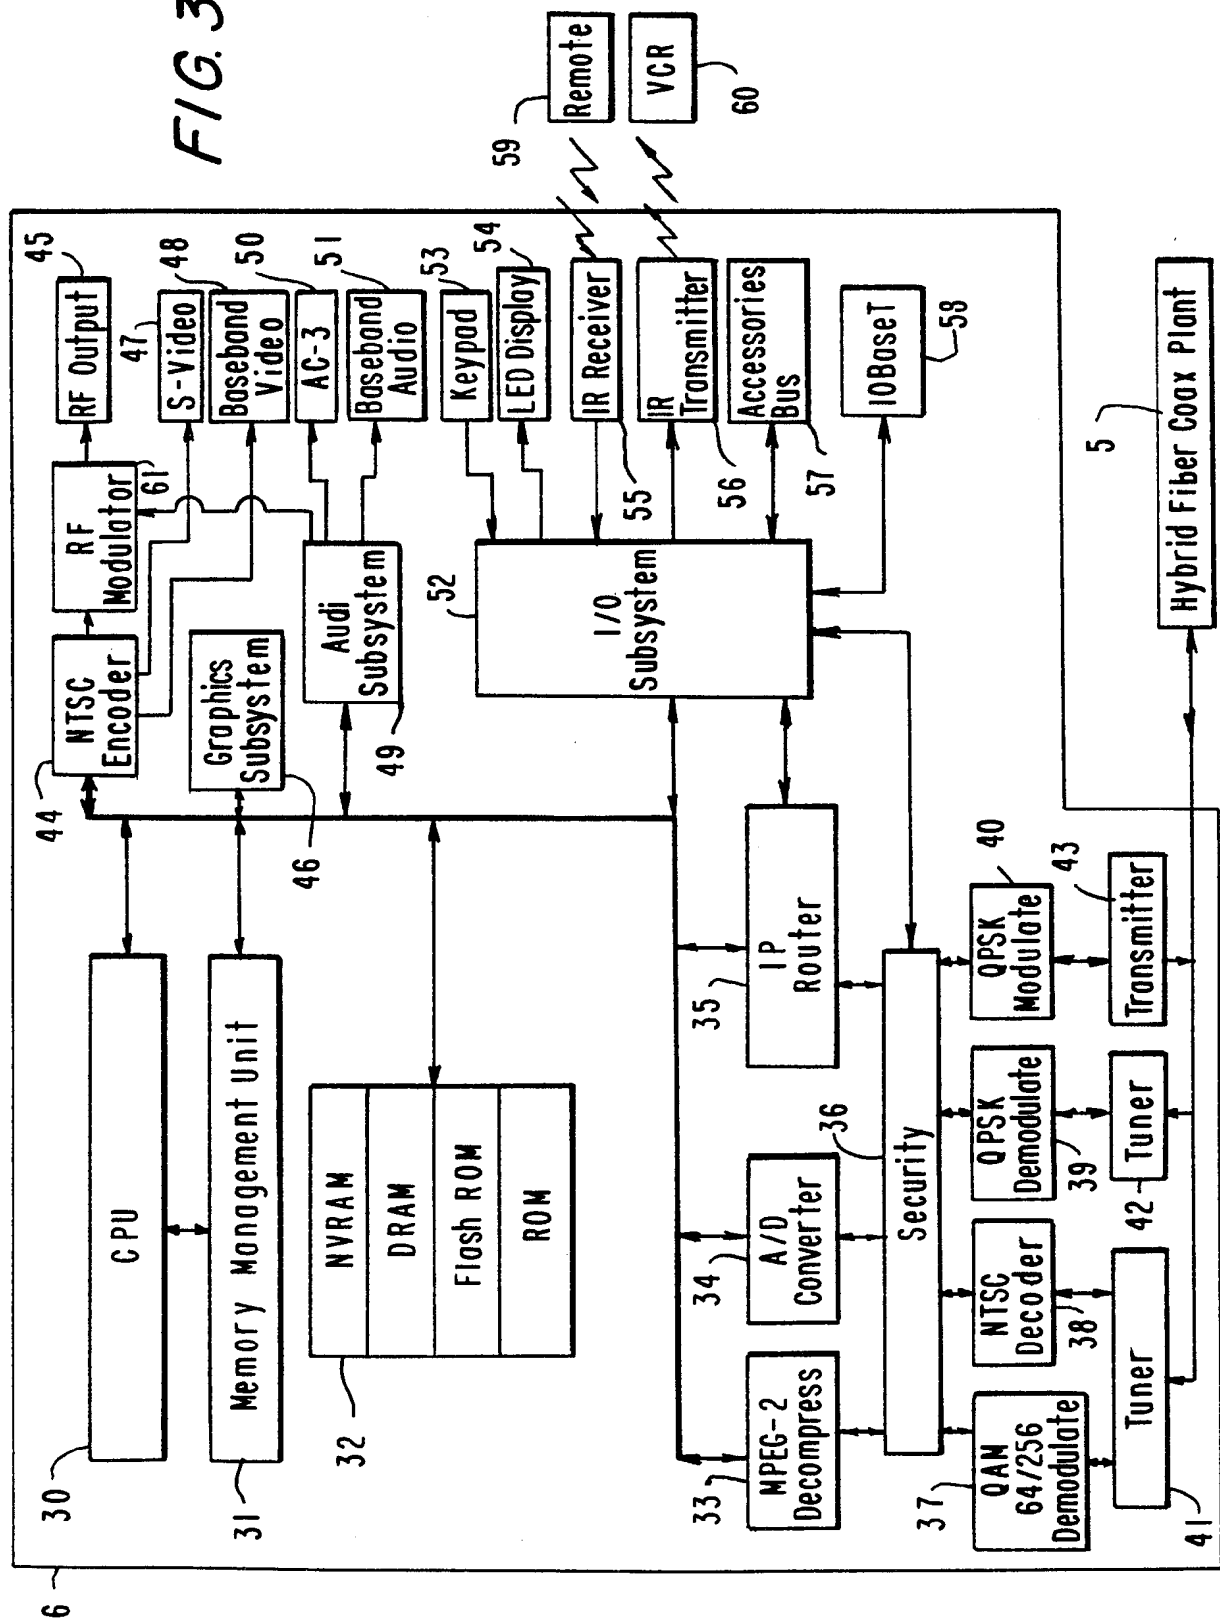 FIG. 3
6
30
CPU
31
Memory Management Unit
32
NVRAM
DRAM
Flash ROM
ROM
44
NTSC
Encoder
RF
Modulator
61
RF Output
45
47
S-Video
48
Baseband
Video
50
AC-3
51
Baseband
Audio
Graphics
Subsystem
46
Audi
Subsystem
49
53
Keypad
54
LED Display
52
I/O
Subsystem
IR Receiver
55
IR
Transmitter
56
Accessories
Bus
57
10BaseT
58
59
Remote
VCR
60
33
MPEG-2
Decompress
34
A/D
Converter
35
IP
Router
36
Security
37
QAM
64/256
Demodulate
NTSC
Decoder
38
QPSK
Demodulate
39
40
QPSK
Modulate
41
Tuner
42
Tuner
43
Transmitter
5
Hybrid Fiber Coax Plant